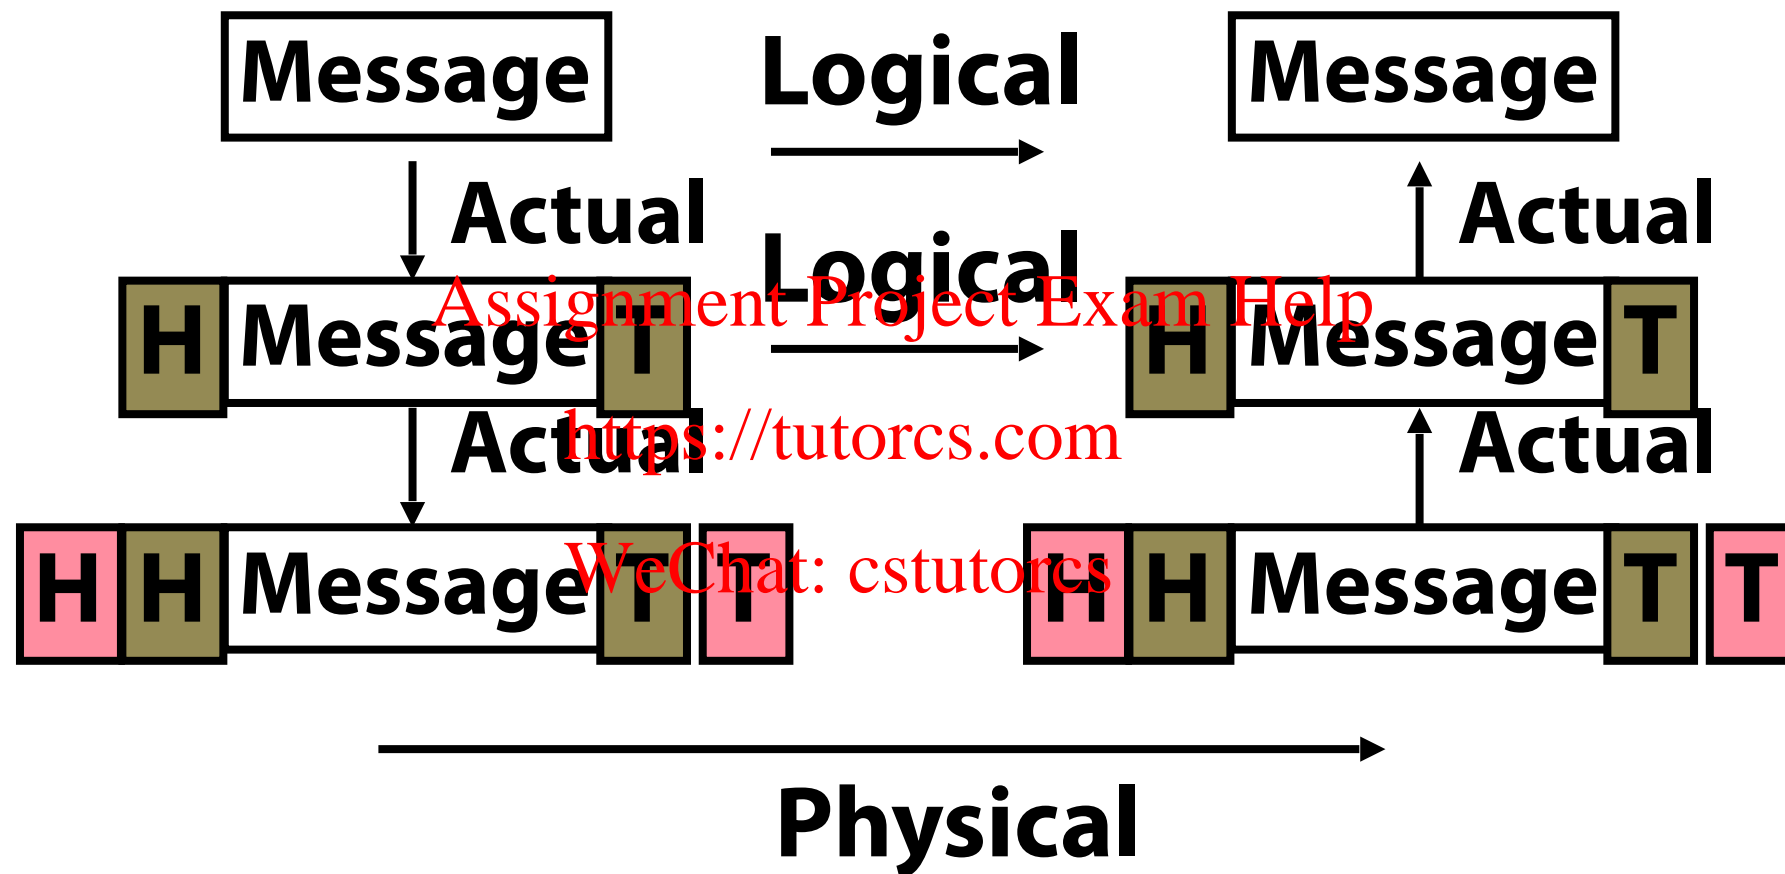 Message Logical Message
Actual Actual
Logical
Assignment Project Exam Help
H Message T H Message T
https://tutorcs.com
Actual Actual
WeChat: cstutorcs
H H Message T T H H Message T T
Physical